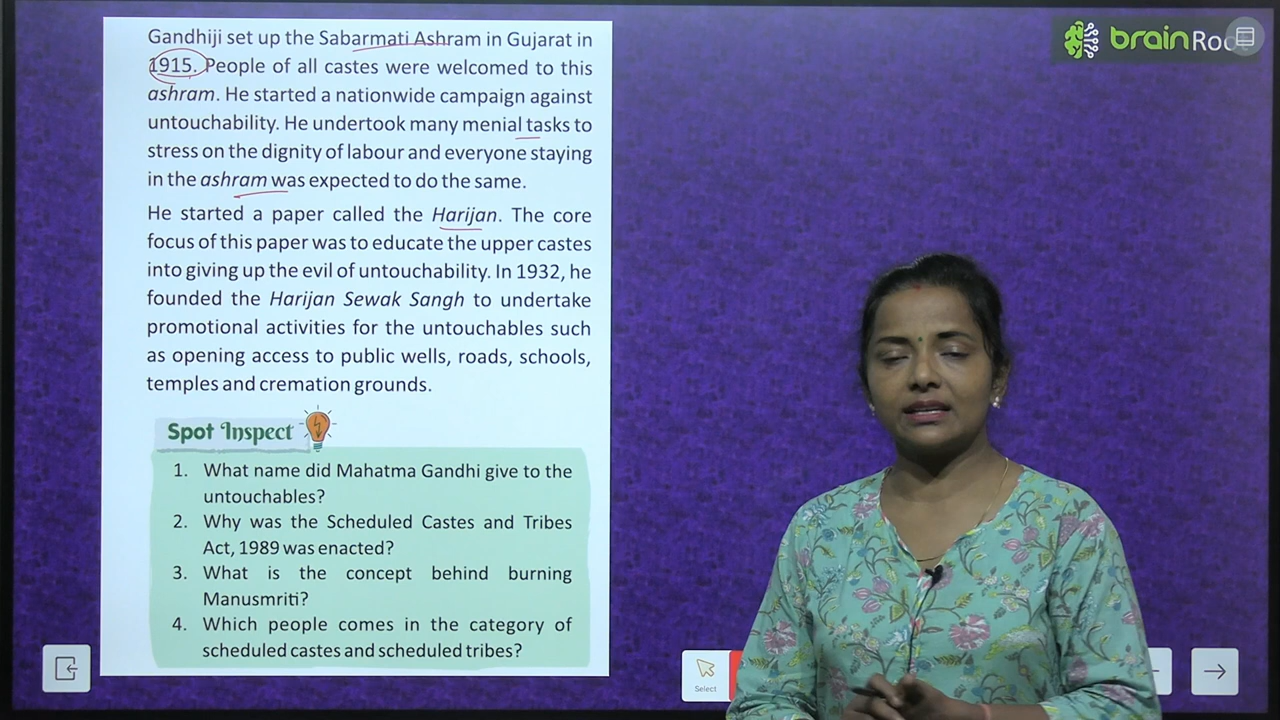 Gandhiji set up the Sabarmati Ashram in Gujarat in
1915. People of all castes were welcomed to this
ashram. He started a nationwide campaign against
untouchability. He undertook many menial tasks to
stress on the dignity of labour and everyone staying
in the ashram was expected to do the same.
He started a paper called the Harijan. The core
focus of this paper was to educate the upper castes
into giving up the evil of untouchability. In 1932, he
founded the Harijan Sewak Sangh to undertake
promotional activities for the untouchables such
as opening access to public wells, roads, schools,
temples and cremation grounds.
Spot Inspect
1. What name did Mahatma Gandhi give to the
untouchables?
2. Why was the Scheduled Castes and Tribes
Act, 1989 was enacted?
3. What is the concept behind burning
Manusmriti?
4. Which people comes in the category of
scheduled castes and scheduled tribes?
brain
Select